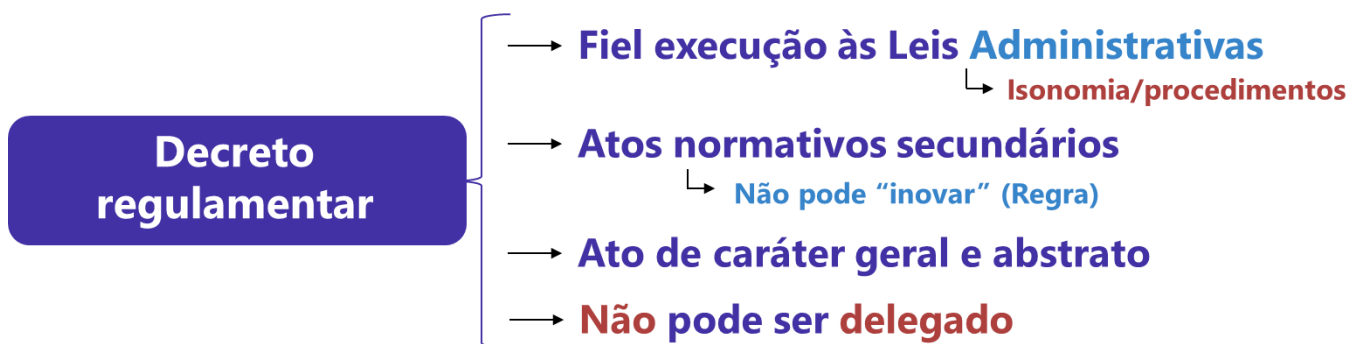 Decreto
regulamentar
Fiel execução às Leis Administrativas
Isonomia/procedimentos
Atos normativos secundários
Não pode “inovar” (Regra)
Ato de caráter geral e abstrato
Não pode ser delegado